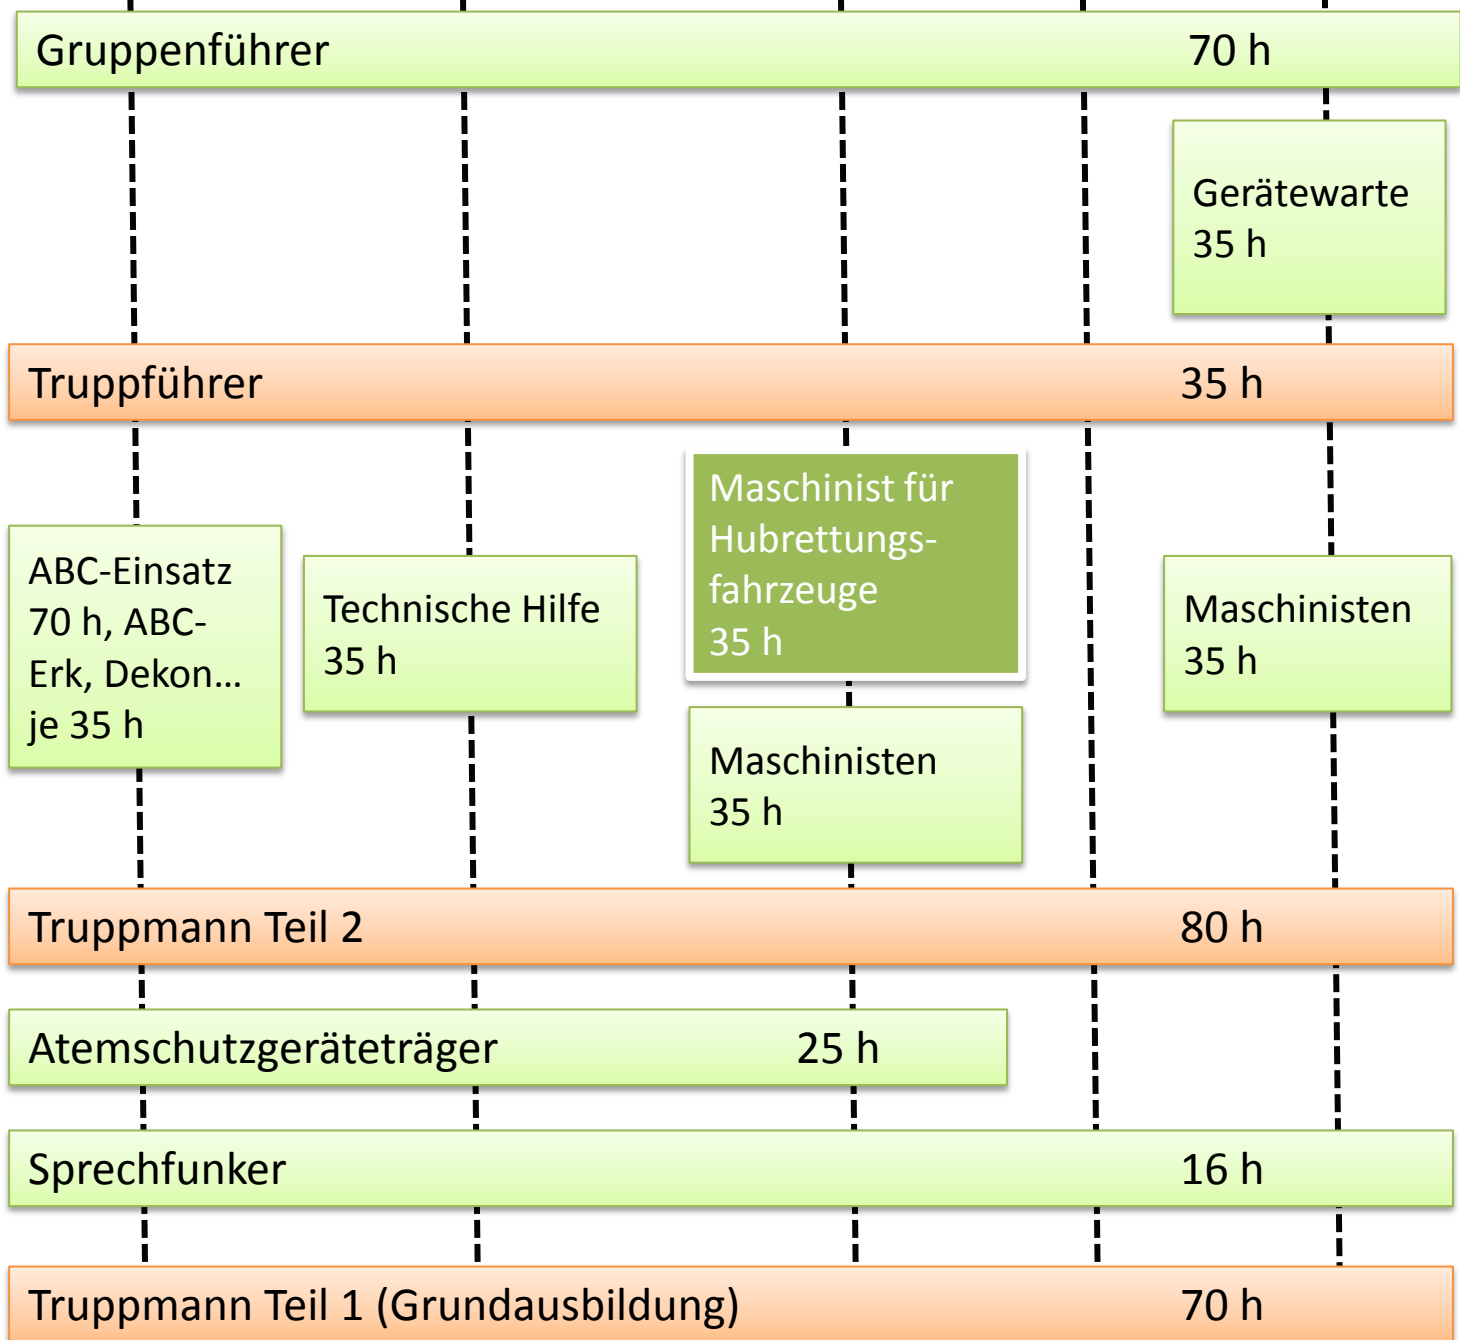 Gruppenführer 70 h
Gerätewarte
35 h
Truppführer 35 h
ABC-Einsatz
70 h, ABC-
Erk, Dekon...
je 35 h
Technische Hilfe
35 h
Maschinist für
Hubrettungs-
fahrzeuge
35 h
Maschinisten
35 h
Maschinisten
35 h
Truppmann Teil 2 80 h
Atemschutzgeräteträger 25 h
Sprechfunker 16 h
Truppmann Teil 1 (Grundausbildung) 70 h